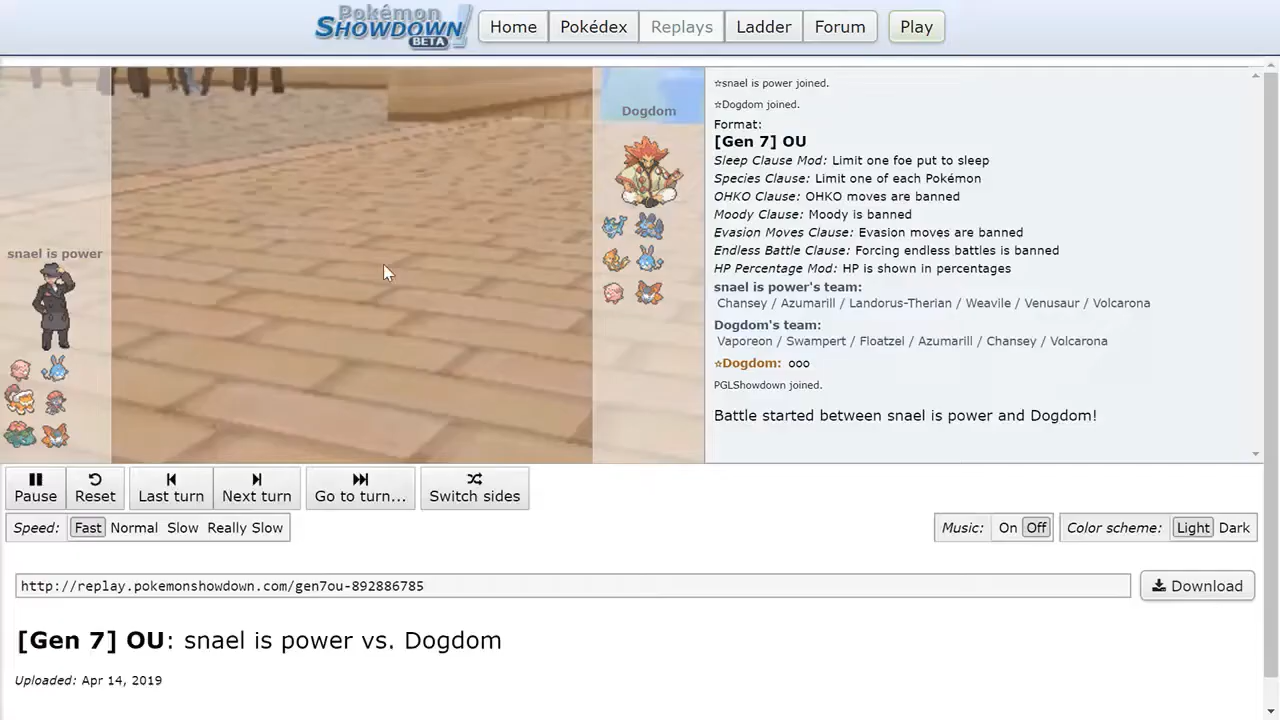 Pokémon
SHOWDOWN!
BETA
Home
Pokédex
Replays
Ladder
Forum
Play
snael is power
Dogdom
☆snael is power joined.
☆Dogdom joined.
Format:
[Gen 7] OU
Sleep Clause Mod: Limit one foe put to sleep
Species Clause: Limit one of each Pokémon
OHKO Clause: OHKO moves are banned
Moody Clause: Moody is banned
Evasion Moves Clause: Evasion moves are banned
Endless Battle Clause: Forcing endless battles is banned
HP Percentage Mod: HP is shown in percentages
snael is power's team:
Chansey / Azumarill / Landorus-Therian / Weavile / Venusaur / Volcarona
Dogdom's team:
Vaporeon / Swampert / Floatzel / Azumarill / Chansey / Volcarona
☆Dogdom: ooo
PGLShowdown joined.
Battle started between snael is power and Dogdom!
Pause
Reset
Last turn
Next turn
Go to turn...
Switch sides
Speed: Fast Normal Slow Really Slow
Music: On Off
Color scheme: Light Dark
http://replay.pokemonshowdown.com/gen7ou-892886785
Download
[Gen 7] OU: snael is power vs. Dogdom
Uploaded: Apr 14, 2019